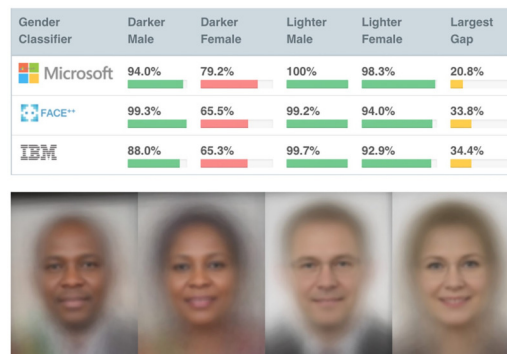 Gender Classifier
Darker Male
Darker Female
Lighter Male
Lighter Female
Largest Gap
Microsoft 94.0% 79.2% 100% 98.3% 20.8%
FACE++ 99.3% 65.5% 99.2% 94.0% 33.8%
IBM 88.0% 65.3% 99.7% 92.9% 34.4%